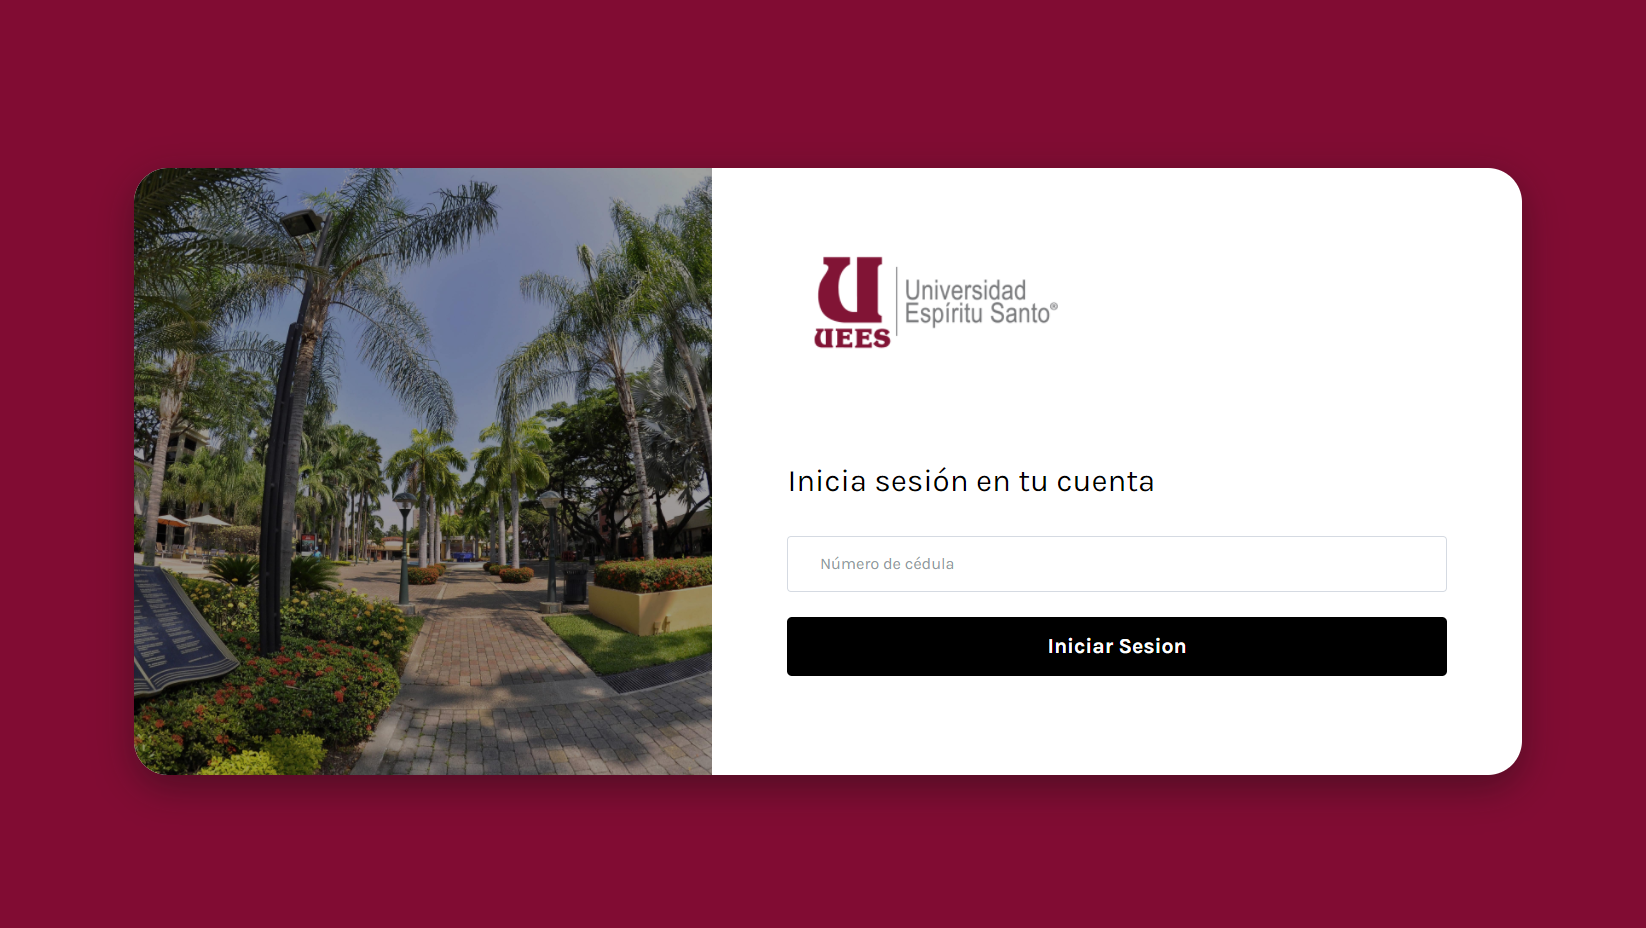 U
UEES
Universidad
Espíritu Santo®
Inicia sesión en tu cuenta
Número de cédula
Iniciar Sesion